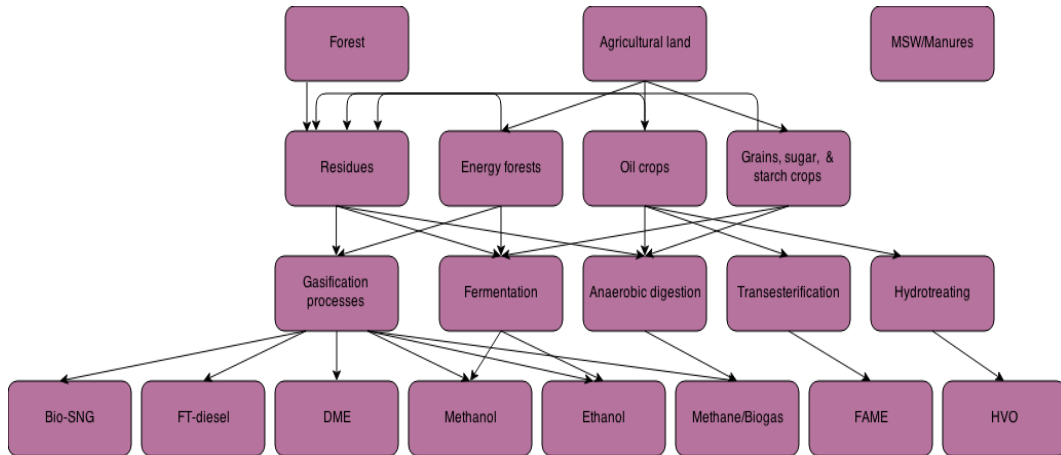 Forest
Agricultural land
MSW/Manures
Residues
Energy forests
Oil crops
Grains, sugar, &
starch crops
Gasification
processes
Fermentation
Anaerobic digestion
Transesterification
Hydrotreating
Bio-SNG
FT-diesel
DME
Methanol
Ethanol
Methane/Biogas
FAME
HVO